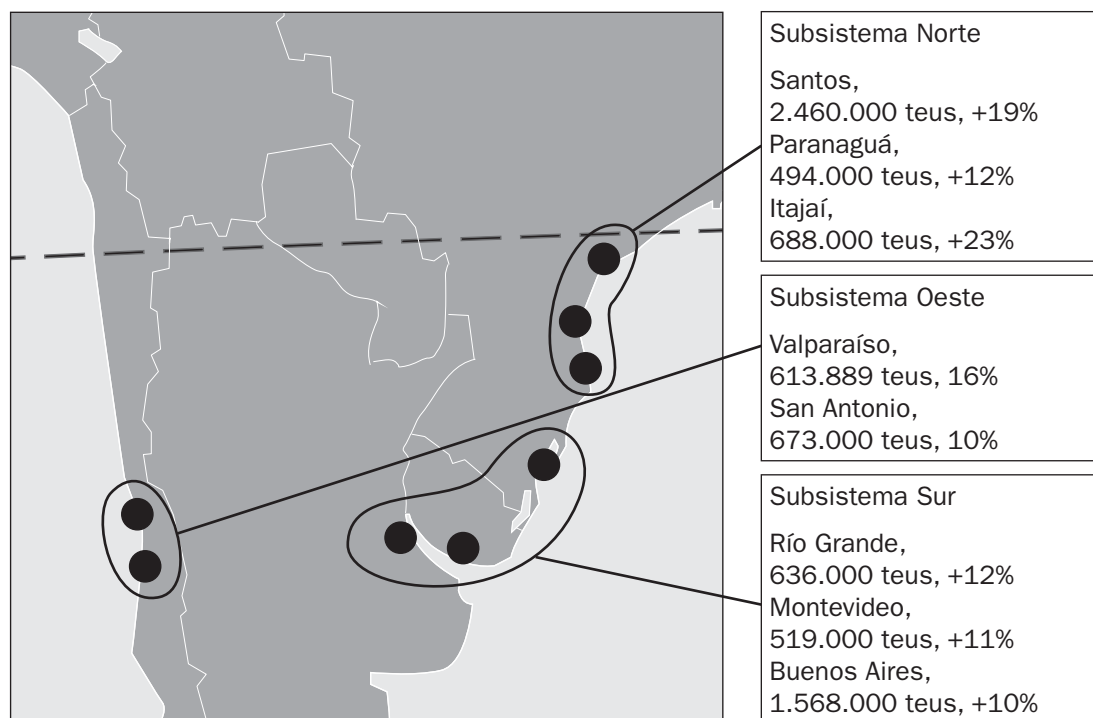 Subsistema Norte
Santos,
2.460.000 teus, +19%
Paranaguá,
494.000 teus, +12%
Itajaí,
688.000 teus, +23%
Subsistema Oeste
Valparaíso,
613.889 teus, 16%
San Antonio,
673.000 teus, 10%
Subsistema Sur
Río Grande,
636.000 teus, +12%
Montevideo,
519.000 teus, +11%
Buenos Aires,
1.568.000 teus, +10%